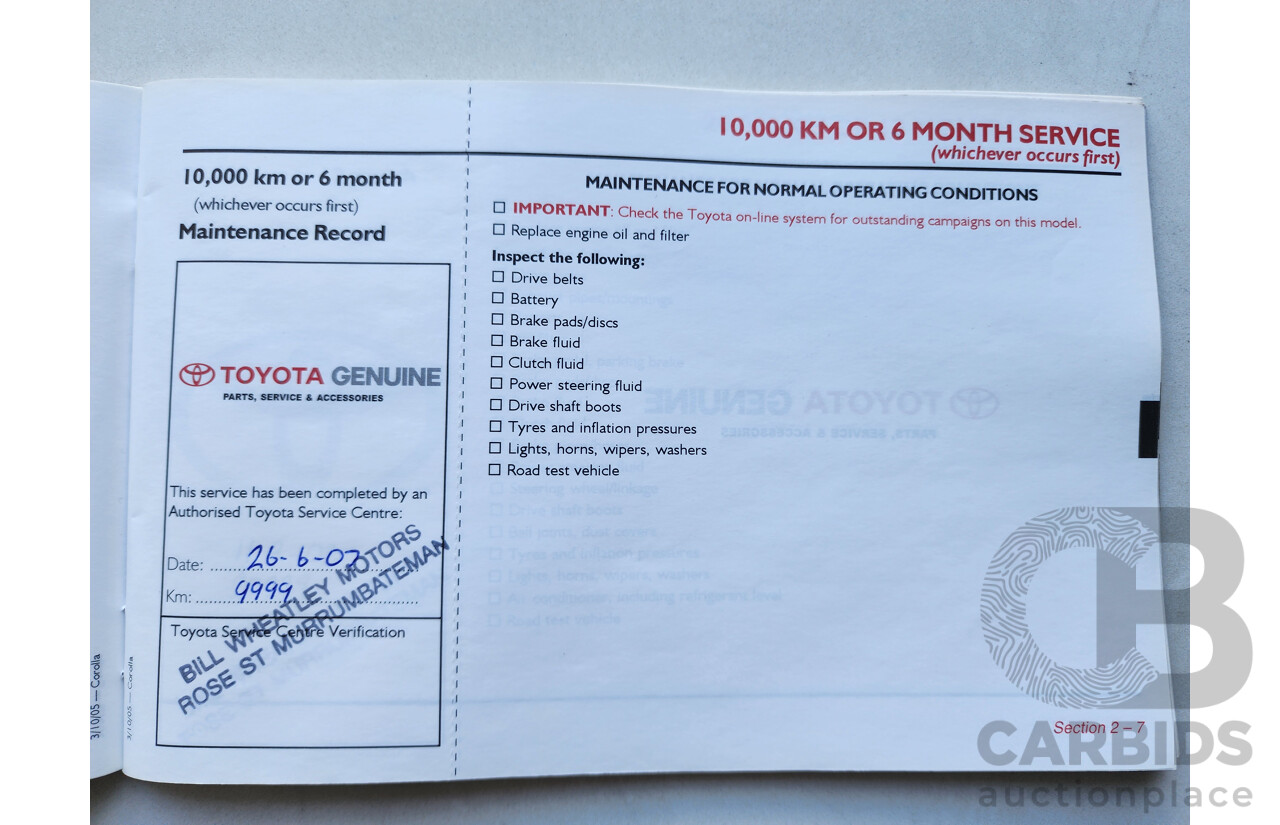 10,000 KM OR 6 MONTH SERVICE
(whichever occurs first)
10,000 km or 6 month
(whichever occurs first)
Maintenance Record
TOYOTA GENUINE
PARTS, SERVICE & ACCESSORIES
This service has been completed by an
Authorised Toyota Service Centre:
Date: 26-6-07
Km: 9999
Toyota Service Centre Verification
BILL WHEATLEY MOTORS
ROSE ST MURRUMBATEMAN
MAINTENANCE FOR NORMAL OPERATING CONDITIONS
☐ IMPORTANT: Check the Toyota on-line system for outstanding campaigns on this model.
☐ Replace engine oil and filter
Inspect the following:
☐ Drive belts
☐ Battery
☐ Brake pads/discs
☐ Brake fluid
☐ Clutch fluid
☐ Power steering fluid
☐ Drive shaft boots
☐ Tyres and inflation pressures
☐ Lights, horns, wipers, washers
☐ Road test vehicle
Section 2 – 7
3/10/05 — Corolla
3/10/05 — Corolla
CB
CARBIDS
auctionplace